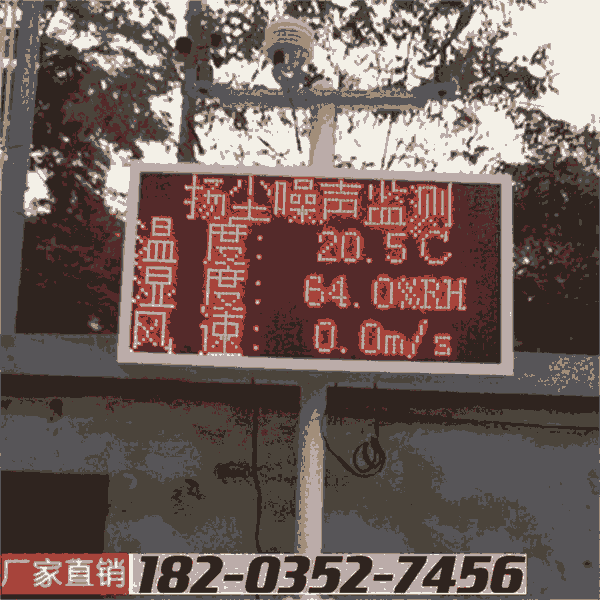 扬尘噪声监测
温 度： 20.5℃
湿 度： 64.0%RH
风 速： 0.0m/s
厂家直销 182-0352-7456